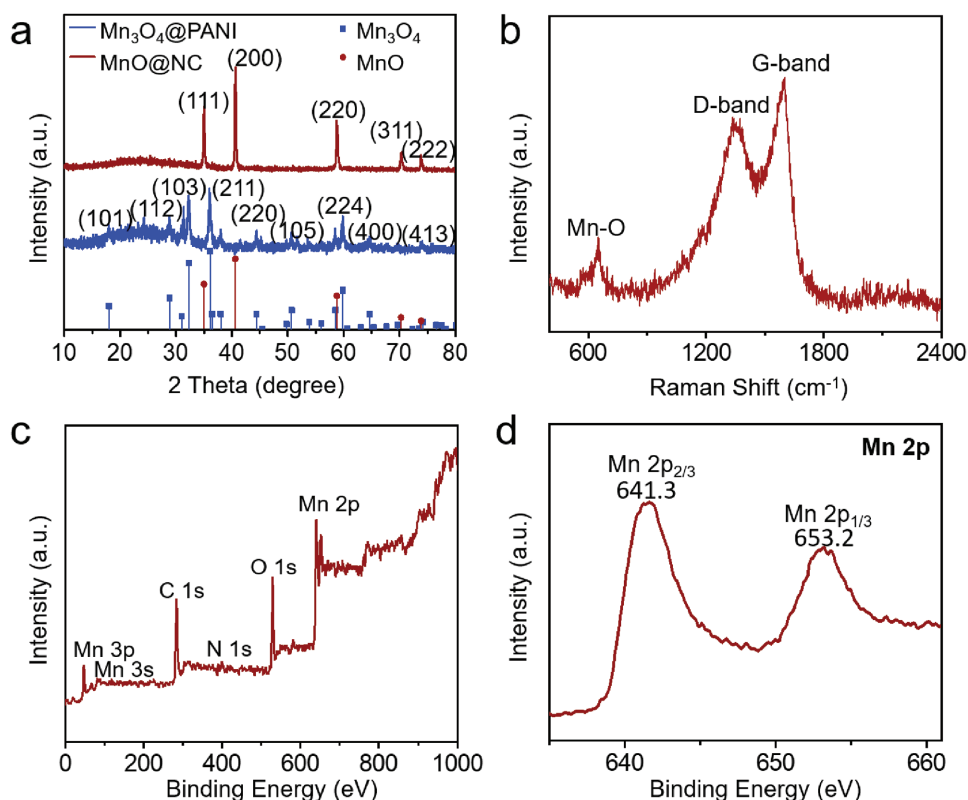 a
Mn₃O₄@PANI
Mn₃O₄
MnO@NC
MnO
(200)
(111)
(220)
(311)
(222)
(103)
(211)
(101)
(112)
(220)
(105)
(224)
(400)
(413)
Intensity (a.u.)
10 20 30 40 50 60 70 80
2 Theta (degree)
b
G-band
D-band
Mn-O
Intensity (a.u.)
600 1200 1800 2400
Raman Shift (cm⁻¹)
c
Mn 2p
O 1s
C 1s
N 1s
Mn 3p
Mn 3s
Intensity (a.u.)
0 200 400 600 800 1000
Binding Energy (eV)
d
Mn 2p
Mn 2p₂/₃
641.3
Mn 2p₁/₃
653.2
Intensity (a.u.)
640 650 660
Binding Energy (eV)